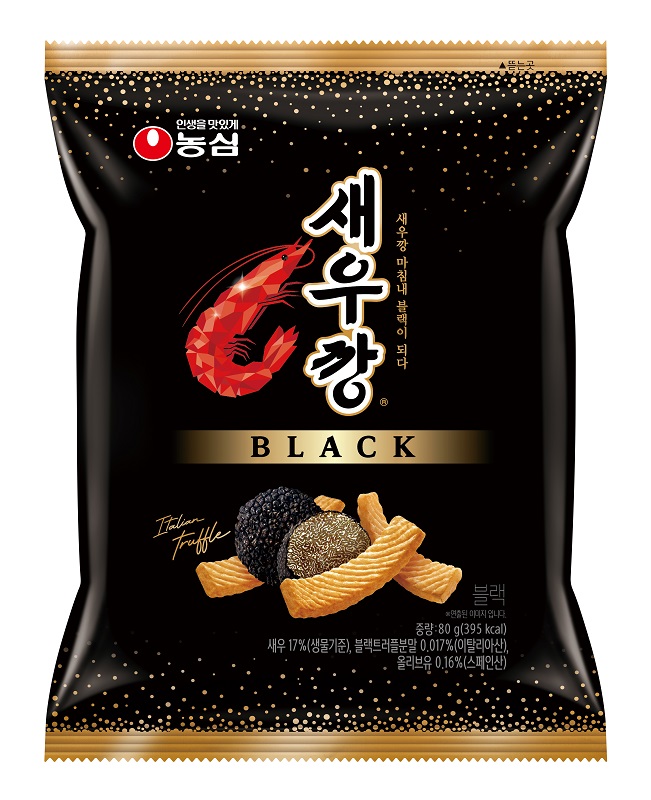 ▲뜯는곳
인생을 맛있게
농심
새우깡
®
새우깡 마침내 블랙이 되다
BLACK
Italian
Truffle
블랙
※연출된 이미지 입니다.
중량:80 g(395 kcal)
새우 17%(생물기준), 블랙트러플분말 0.017%(이탈리아산),
올리브유 0.16%(스페인산)